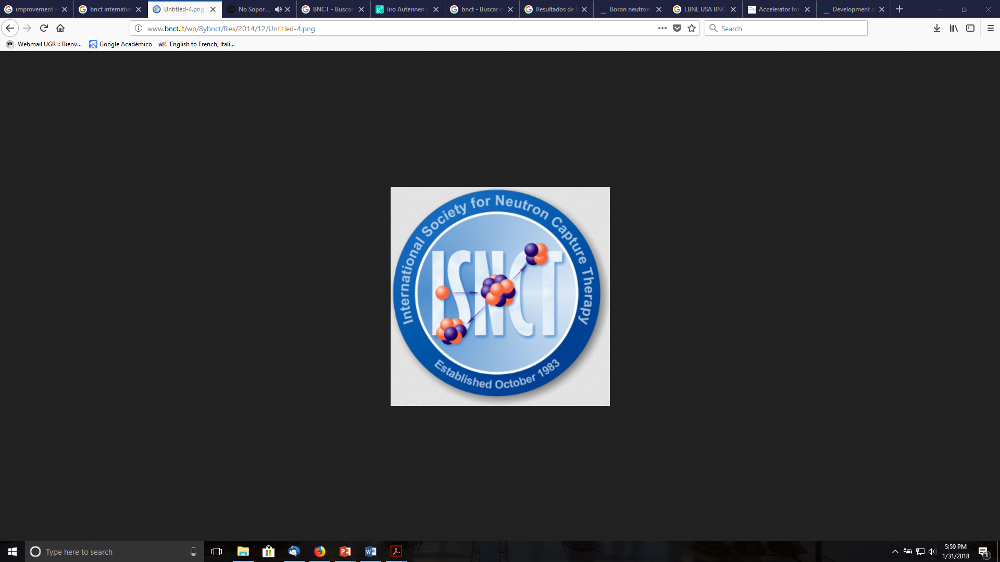 improvement -
bnct internatio
Untitled-4.png
No Sopor...
BNCT - Buscar
Iiro Auterinen |
bnct - Buscar c
Resultados de l
Boron neutron
LBNL USA BNC
Accelerator for
Development o
www.bnct.it/wp/8ybnct/files/2014/12/Untitled-4.png
Search
Webmail UGR :: Bienv...
Google Académico
English to French, Itali...
International Society for Neutron Capture Therapy
ISNCT
Established October 1983
Type here to search
5:59 PM
1/31/2018
1